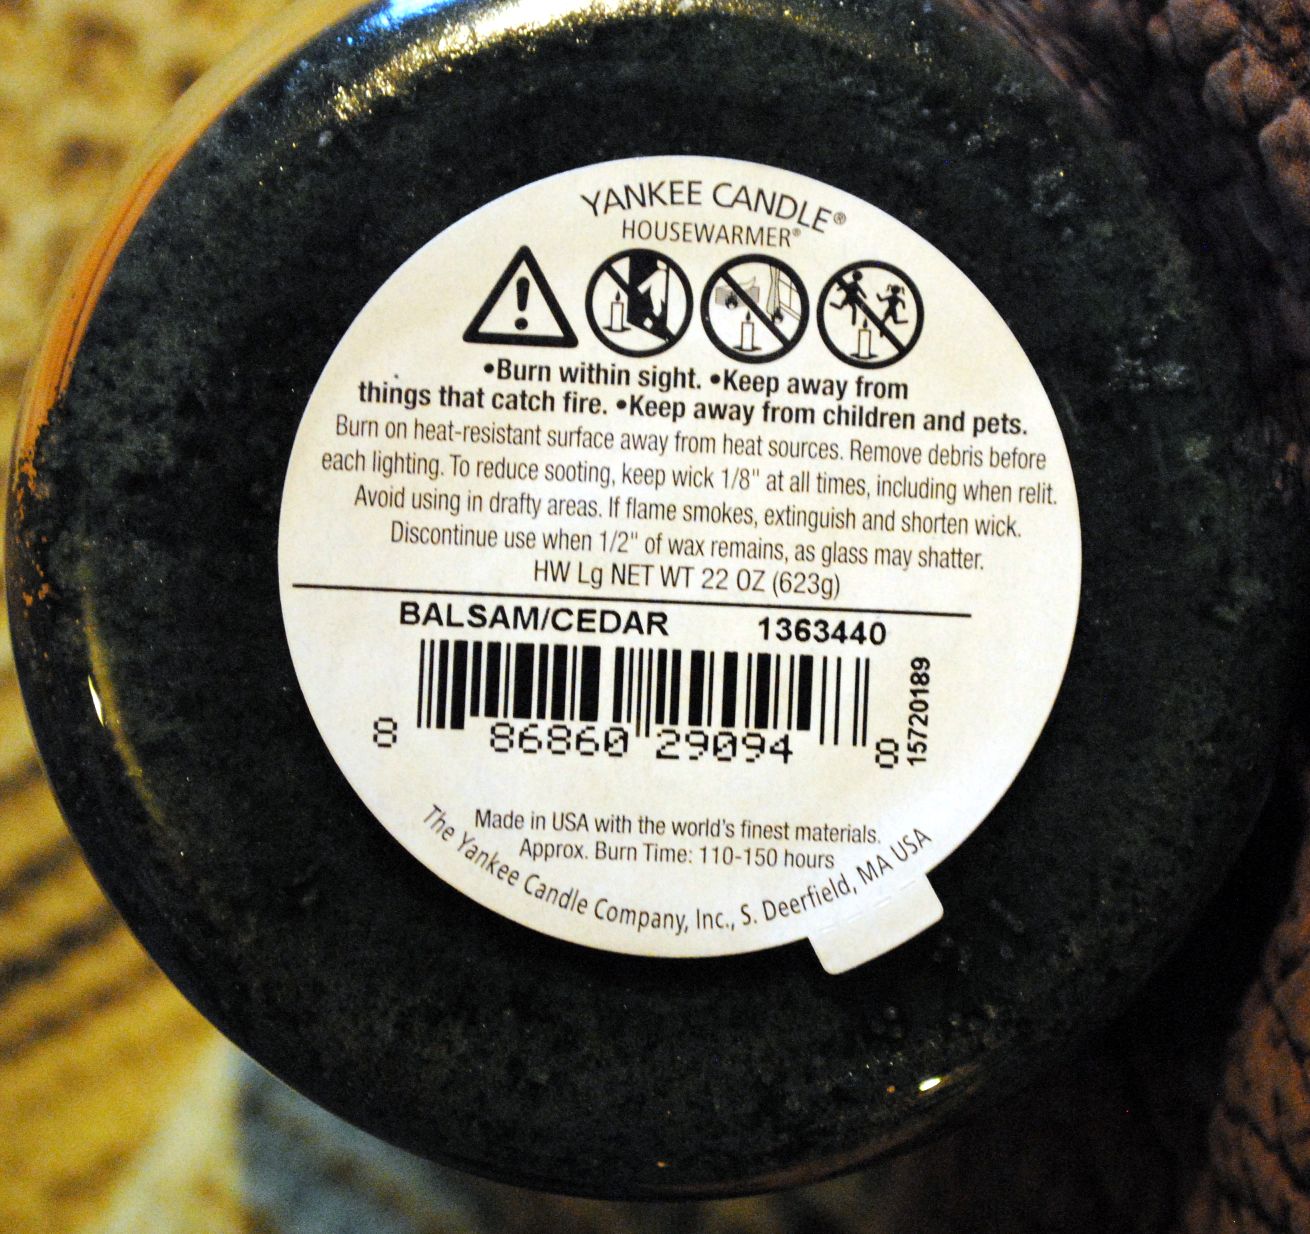 YANKEE CANDLE®
HOUSEWARMER®
•Burn within sight. •Keep away from
things that catch fire. •Keep away from children and pets.
Burn on heat-resistant surface away from heat sources. Remove debris before
each lighting. To reduce sooting, keep wick 1/8" at all times, including when relit.
Avoid using in drafty areas. If flame smokes, extinguish and shorten wick.
Discontinue use when 1/2" of wax remains, as glass may shatter.
HW Lg NET WT 22 OZ (623g)
BALSAM/CEDAR 1363440
8 86860 29094 8
15720189
Made in USA with the world's finest materials.
Approx. Burn Time: 110-150 hours
The Yankee Candle Company, Inc., S. Deerfield, MA USA